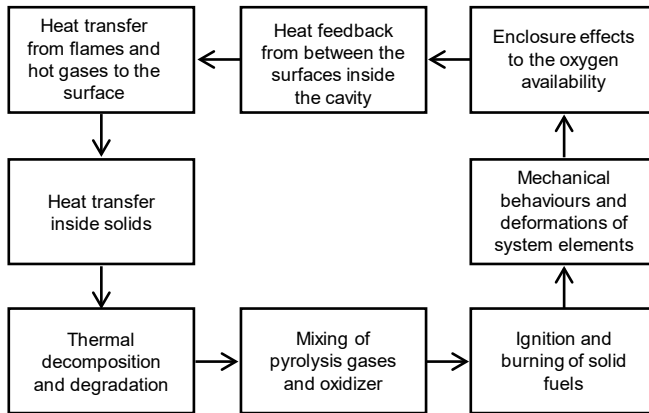 Heat transfer
from flames and
hot gases to the
surface
Heat feedback
from between the
surfaces inside
the cavity
Enclosure effects
to the oxygen
availability
Heat transfer
inside solids
Mechanical
behaviours and
deformations of
system elements
Thermal
decomposition
and degradation
Mixing of
pyrolysis gases
and oxidizer
Ignition and
burning of solid
fuels